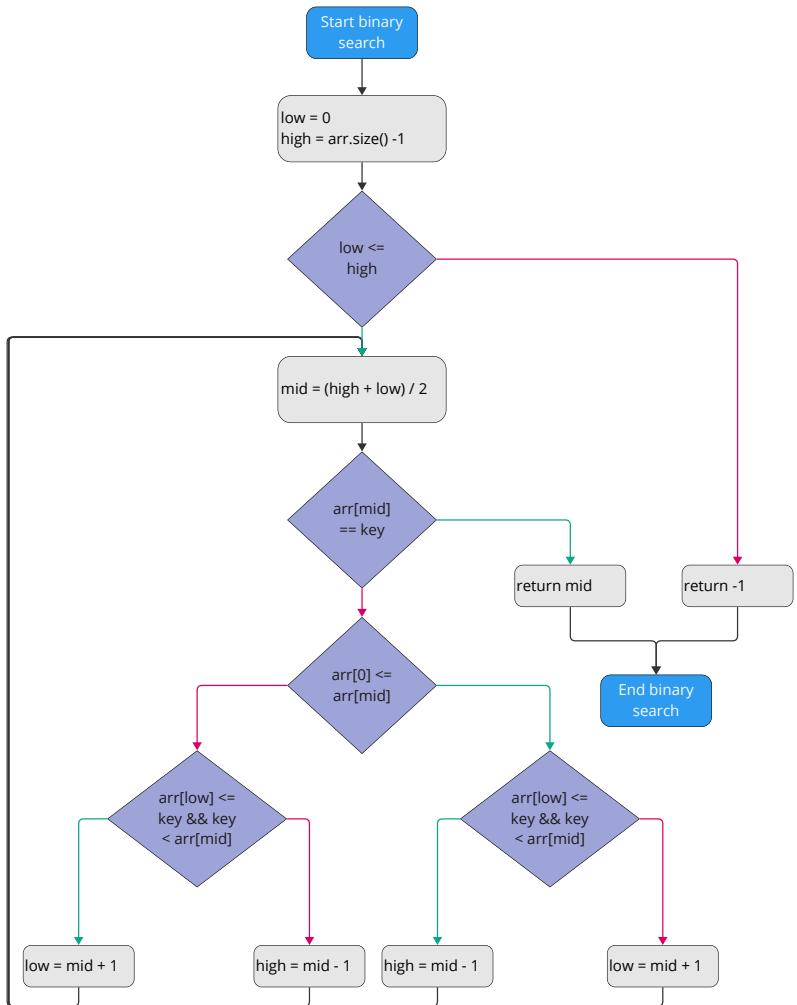 Start binary
search
low = 0
high = arr.size() -1
low <=
high
mid = (high + low) / 2
arr[mid]
== key
return mid
return -1
arr[0] <=
arr[mid]
End binary
search
arr[low] <=
key && key
< arr[mid]
arr[low] <=
key && key
< arr[mid]
low = mid + 1
high = mid - 1
high = mid - 1
low = mid + 1